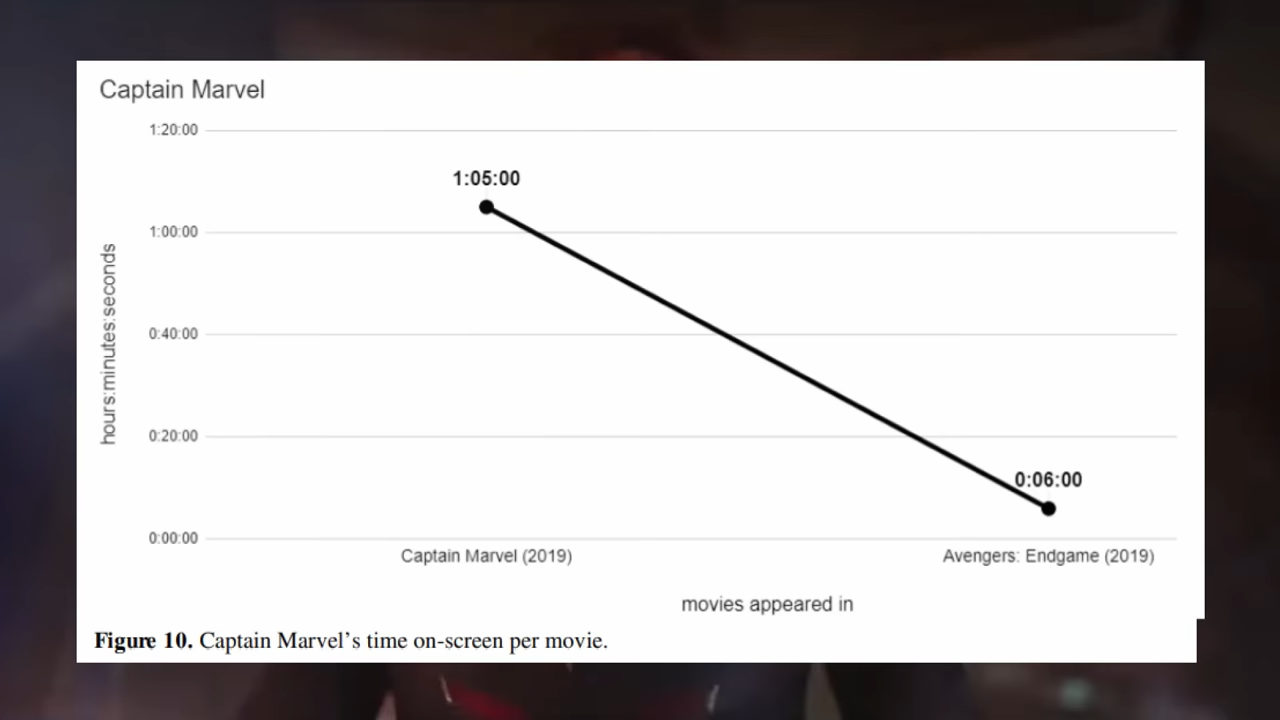 Captain Marvel
1:20:00
1:05:00
1:00:00
hours:minutes:seconds
0:40:00
0:20:00
0:06:00
0:00:00
Captain Marvel (2019)
Avengers: Endgame (2019)
movies appeared in
Figure 10. Captain Marvel’s time on-screen per movie.